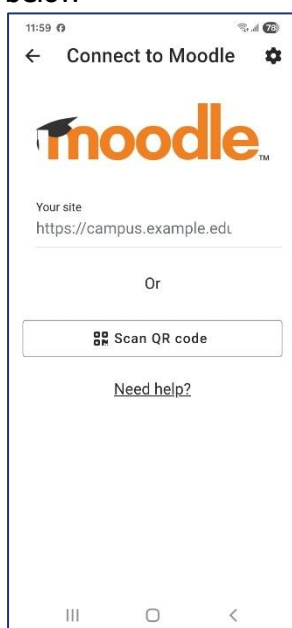 below
11:59
78
Connect to Moodle
moodle
TM
Your site
https://campus.example.edu
Or
Scan QR code
Need help?